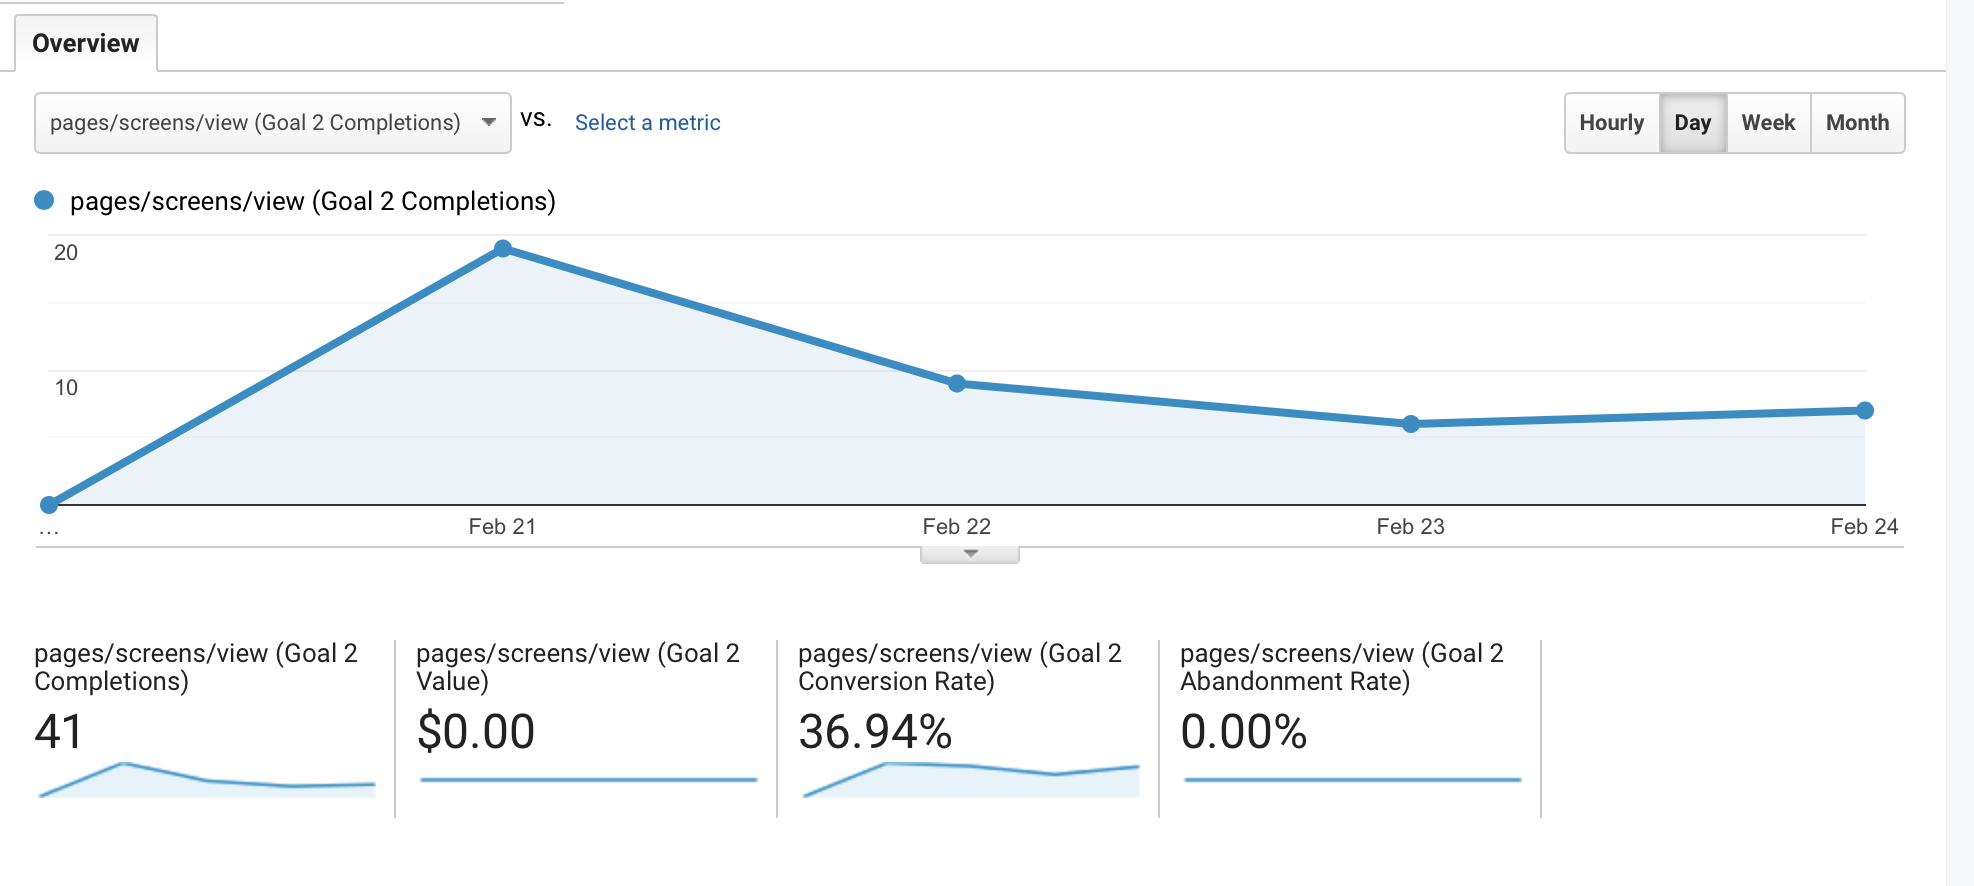 Overview
pages/screens/view (Goal 2 Completions) vs. Select a metric
Hourly Day Week Month
pages/screens/view (Goal 2 Completions)
20
10
... Feb 21 Feb 22 Feb 23 Feb 24
pages/screens/view (Goal 2
Completions)
41
pages/screens/view (Goal 2
Value)
$0.00
pages/screens/view (Goal 2
Conversion Rate)
36.94%
pages/screens/view (Goal 2
Abandonment Rate)
0.00%